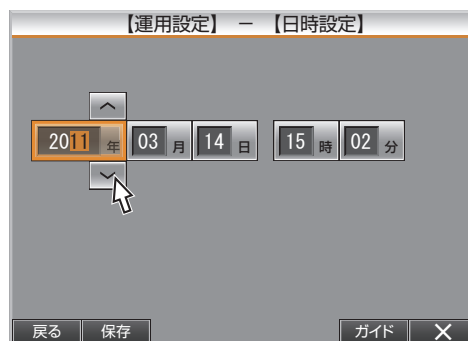 【運用設定】 － 【日時設定】
2011 年 03 月 14 日 15 時 02 分
戻る 保存 ガイド ×